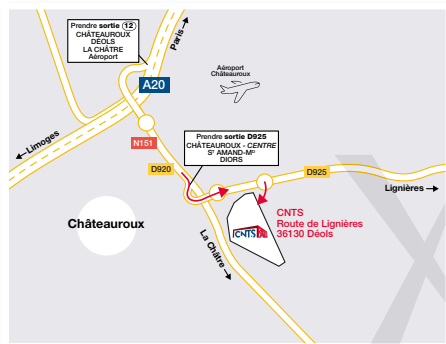 Prendre sortie 12
CHÂTEAUROUX
DÉOLS
LA CHÂTRE
Aéroport
Paris
Aéroport
Châteauroux
A20
Limoges
N151
Prendre sortie D925
CHÂTEAUROUX - CENTRE
ST AMAND-MD
DIORS
D920
D925
Lignières
CNTS
Route de Lignières
36130 Déols
Châteauroux
CNTS
La Châtre